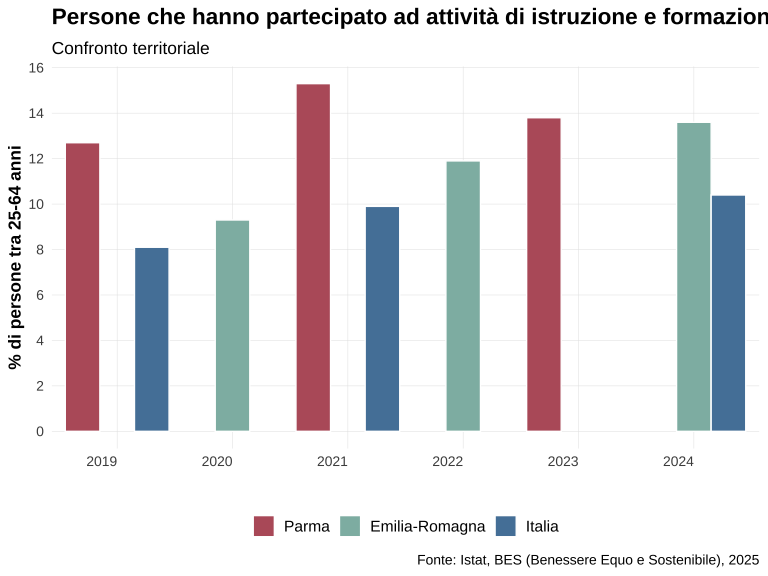 Persone che hanno partecipato ad attività di istruzione e formazion
Confronto territoriale
% di persone tra 25-64 anni
16
14
12
10
8
6
4
2
0
2019 2020 2021 2022 2023 2024
Parma Emilia-Romagna Italia
Fonte: Istat, BES (Benessere Equo e Sostenibile), 2025